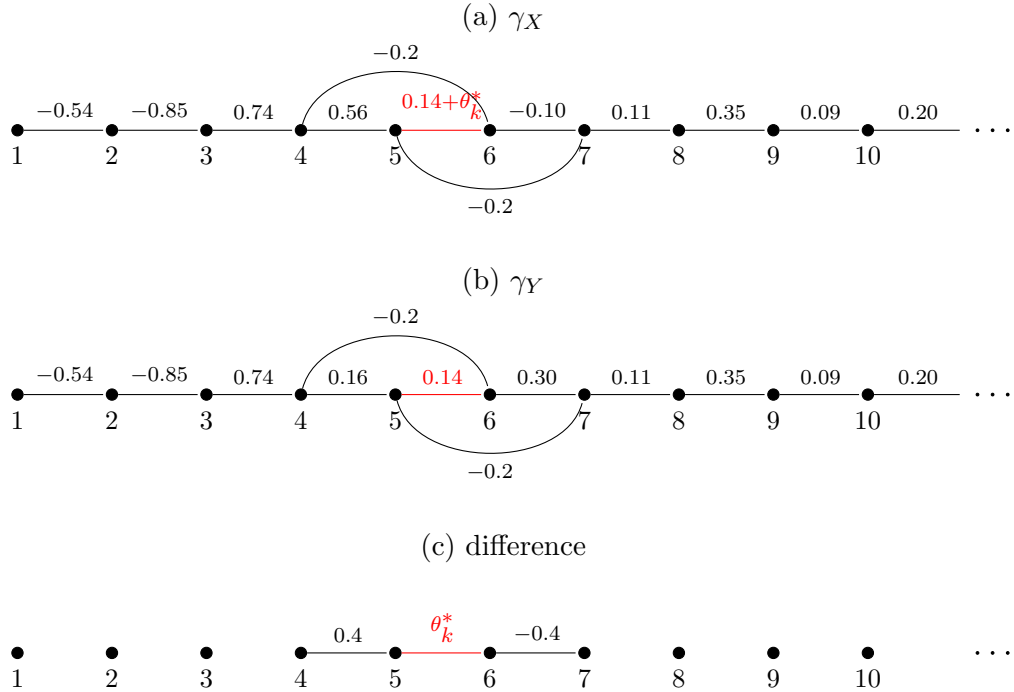 (a) γ_X
−0.2
−0.54 −0.85 0.74 0.56 0.14+θ*_k −0.10 0.11 0.35 0.09 0.20
· · ·
1 2 3 4 5 6 7 8 9 10
−0.2
(b) γ_Y
−0.2
−0.54 −0.85 0.74 0.16 0.14 0.30 0.11 0.35 0.09 0.20
· · ·
1 2 3 4 5 6 7 8 9 10
−0.2
(c) difference
0.4 θ*_k −0.4
· · ·
1 2 3 4 5 6 7 8 9 10